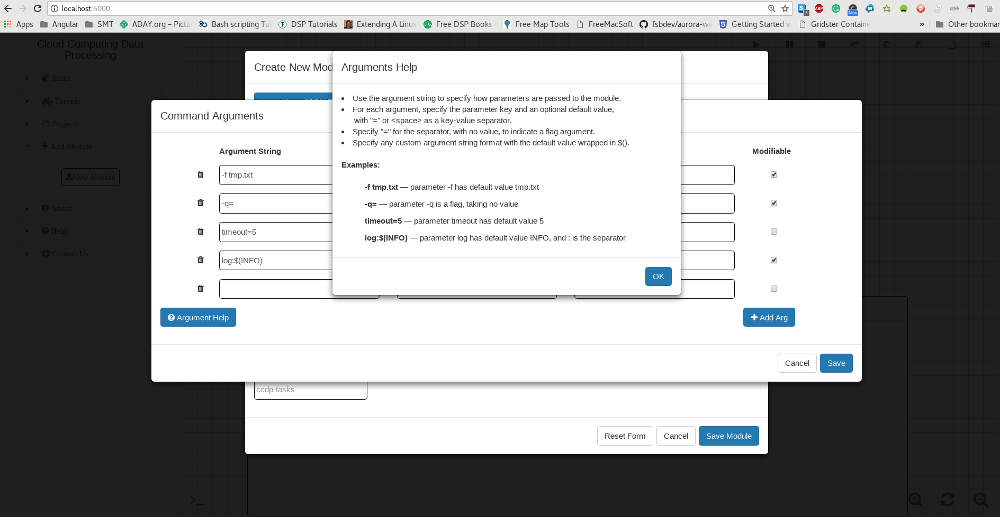 localhost:5000
3
ABP
New
M
github
Apps
Angular
SMT
ADAY.org – Pictu
Bash scripting Tut
DSP Tutorials
Extending A Linux
Free DSP Books
Free Map Tools
FreeMacSoft
fsbdev/aurora-we
Getting Started w
Gridster Containe
»
Other bookmar
Cloud Computing Data
Processing
Tasks
Threads
Projects
Add Module
New Module
About
Help
Contact Us
Create New Mod
Arguments Help
Use the argument string to specify how parameters are passed to the module.
For each argument, specify the parameter key and an optional default value,
with "=" or <space> as a key-value separator.
Specify "=" for the separator, with no value, to indicate a flag argument.
Specify any custom argument string format with the default value wrapped in $().
Examples:
-f tmp.txt — parameter -f has default value tmp.txt
-q= — parameter -q is a flag, taking no value
timeout=5 — parameter timeout has default value 5
log:$(INFO) — parameter log has default value INFO, and : is the separator
OK
Command Arguments
Argument String
Modifiable
-f tmp.txt
-q=
timeout=5
log:$(INFO)
Argument Help
Add Arg
Cancel
Save
ccdp-tasks
Reset Form
Cancel
Save Module